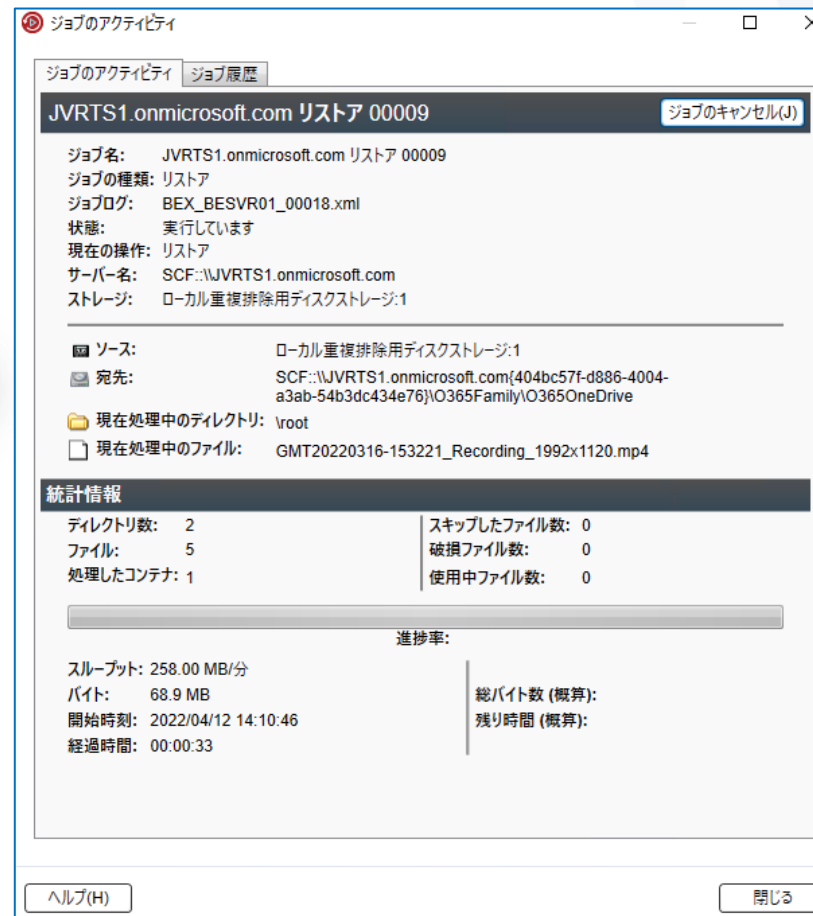 ジョブのアクティビティ
ジョブのアクティビティ ジョブ履歴
JVRTS1.onmicrosoft.com リストア 00009 ジョブのキャンセル(J)
ジョブ名: JVRTS1.onmicrosoft.com リストア 00009
ジョブの種類: リストア
ジョブログ: BEX_BESVR01_00018.xml
状態: 実行しています
現在の操作: リストア
サーバー名: SCF::\\JVRTS1.onmicrosoft.com
ストレージ: ローカル重複排除用ディスクストレージ:1
ソース: ローカル重複排除用ディスクストレージ:1
宛先: SCF::\\JVRTS1.onmicrosoft.com{404bc57f-d886-4004-
a3ab-54b3dc434e76}\O365Family\O365OneDrive
現在処理中のディレクトリ: \root
現在処理中のファイル: GMT20220316-153221_Recording_1992x1120.mp4
統計情報
ディレクトリ数: 2 スキップしたファイル数: 0
ファイル: 5 破損ファイル数: 0
処理したコンテナ: 1 使用中ファイル数: 0
進捗率:
スループット: 258.00 MB/分
バイト: 68.9 MB 総バイト数 (概算):
開始時刻: 2022/04/12 14:10:46 残り時間 (概算):
経過時間: 00:00:33
ヘルプ(H) 閉じる